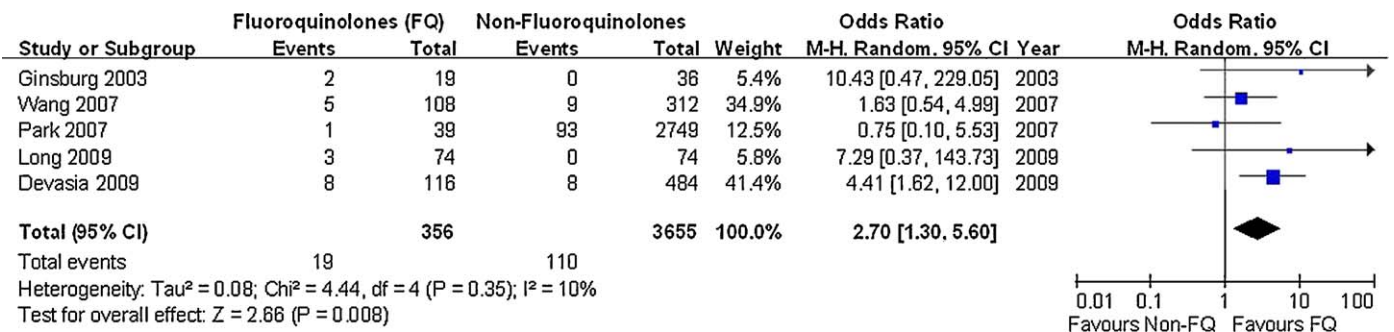 Fluoroquinolones (FQ) Non-Fluoroquinolones Odds Ratio Odds Ratio
Study or Subgroup Events Total Events Total Weight M-H. Random. 95% CI Year M-H. Random. 95% CI
Ginsburg 2003 2 19 0 36 5.4% 10.43 [0.47, 229.05] 2003
Wang 2007 5 108 9 312 34.9% 1.63 [0.54, 4.99] 2007
Park 2007 1 39 93 2749 12.5% 0.75 [0.10, 5.53] 2007
Long 2009 3 74 0 74 5.8% 7.29 [0.37, 143.73] 2009
Devasia 2009 8 116 8 484 41.4% 4.41 [1.62, 12.00] 2009
Total (95% CI) 356 3655 100.0% 2.70 [1.30, 5.60]
Total events 19 110
Heterogeneity: Tau² = 0.08; Chi² = 4.44, df = 4 (P = 0.35); I² = 10%
Test for overall effect: Z = 2.66 (P = 0.008)
0.01 0.1 1 10 100
Favours Non-FQ Favours FQ